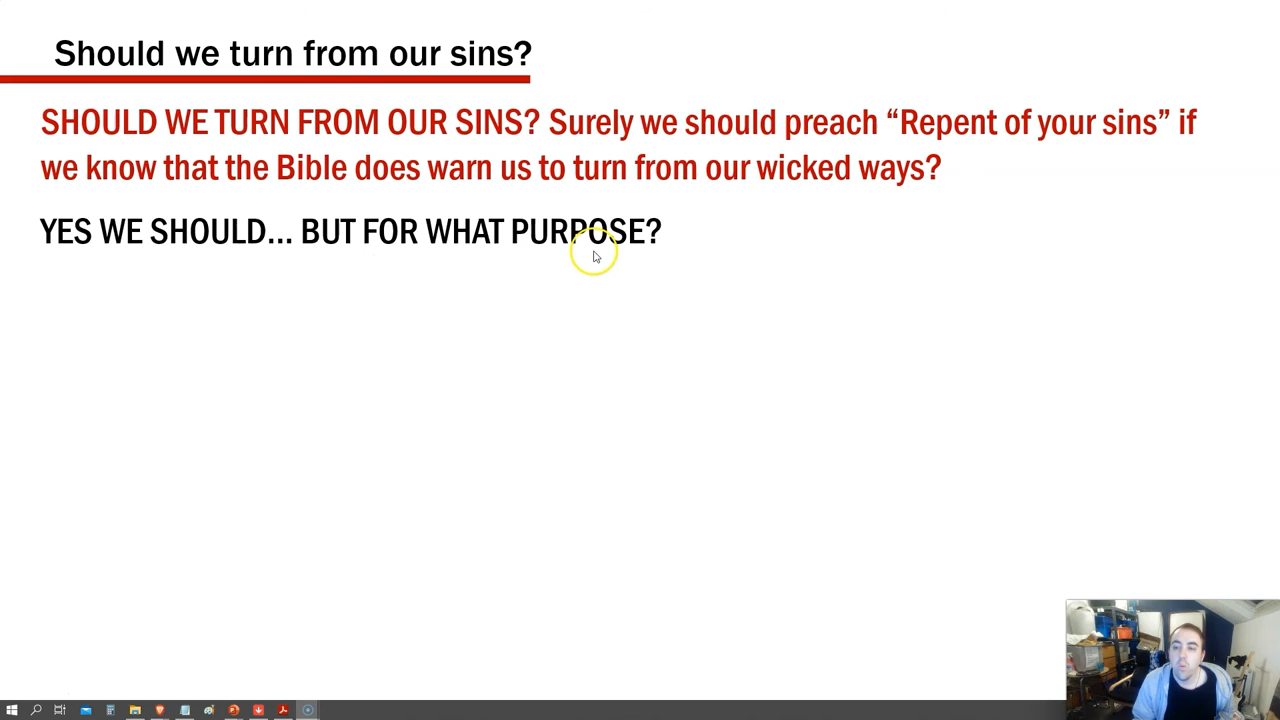 Should we turn from our sins?
SHOULD WE TURN FROM OUR SINS? Surely we should preach “Repent of your sins” if
we know that the Bible does warn us to turn from our wicked ways?
YES WE SHOULD... BUT FOR WHAT PURPOSE?